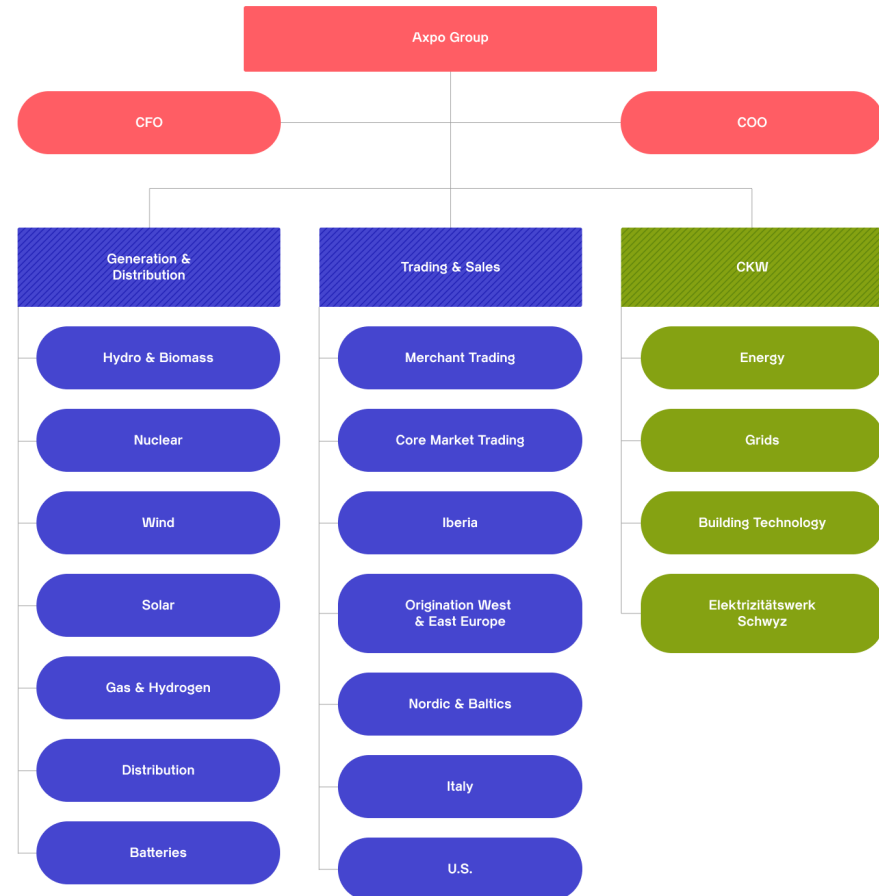 Axpo Group
CFO
COO
Generation &
Distribution
Hydro & Biomass
Nuclear
Wind
Solar
Gas & Hydrogen
Distribution
Batteries
Trading & Sales
Merchant Trading
Core Market Trading
Iberia
Origination West
& East Europe
Nordic & Baltics
Italy
U.S.
CKW
Energy
Grids
Building Technology
Elektrizitätswerk
Schwyz